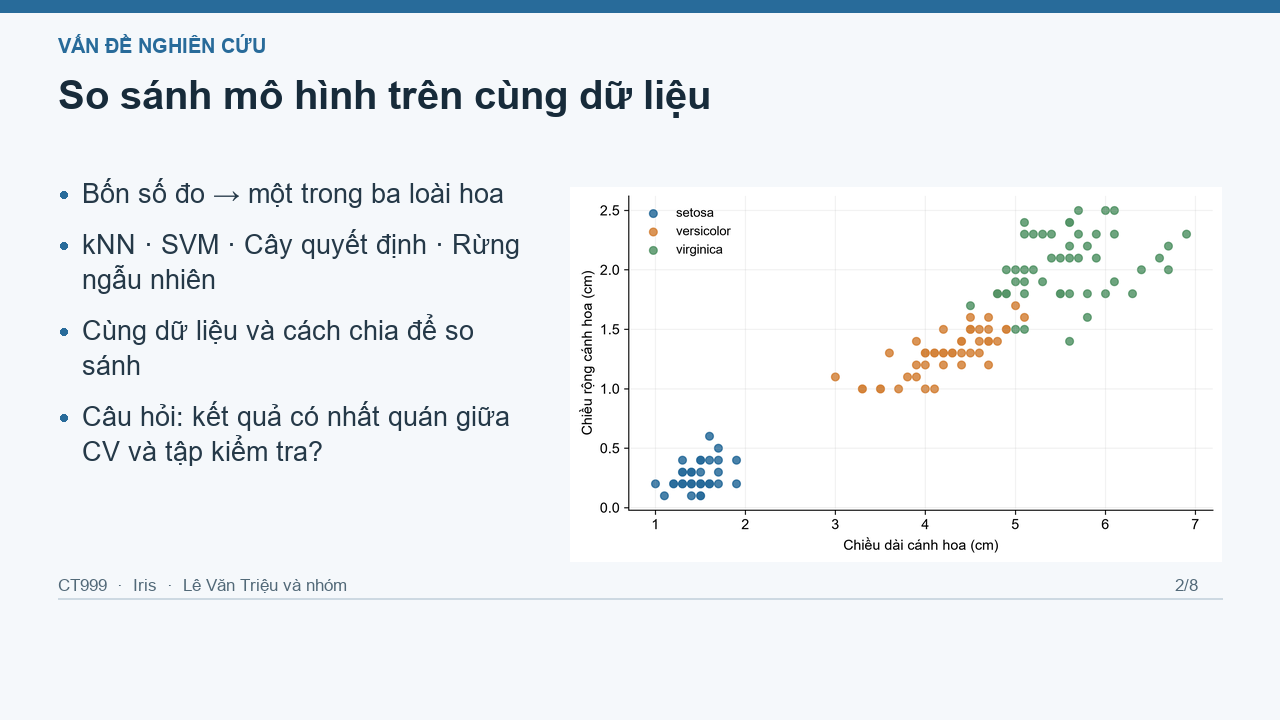 VẤN ĐỀ NGHIÊN CỨU
So sánh mô hình trên cùng dữ liệu
• Bốn số đo → một trong ba loài hoa
• kNN · SVM · Cây quyết định · Rừng
ngẫu nhiên
• Cùng dữ liệu và cách chia để so
sánh
• Câu hỏi: kết quả có nhất quán giữa
CV và tập kiểm tra?
setosa
versicolor
virginica
Chiều rộng cánh hoa (cm)
2.5
2.0
1.5
1.0
0.5
0.0
1 2 3 4 5 6 7
Chiều dài cánh hoa (cm)
CT999 · Iris · Lê Văn Triệu và nhóm
2/8